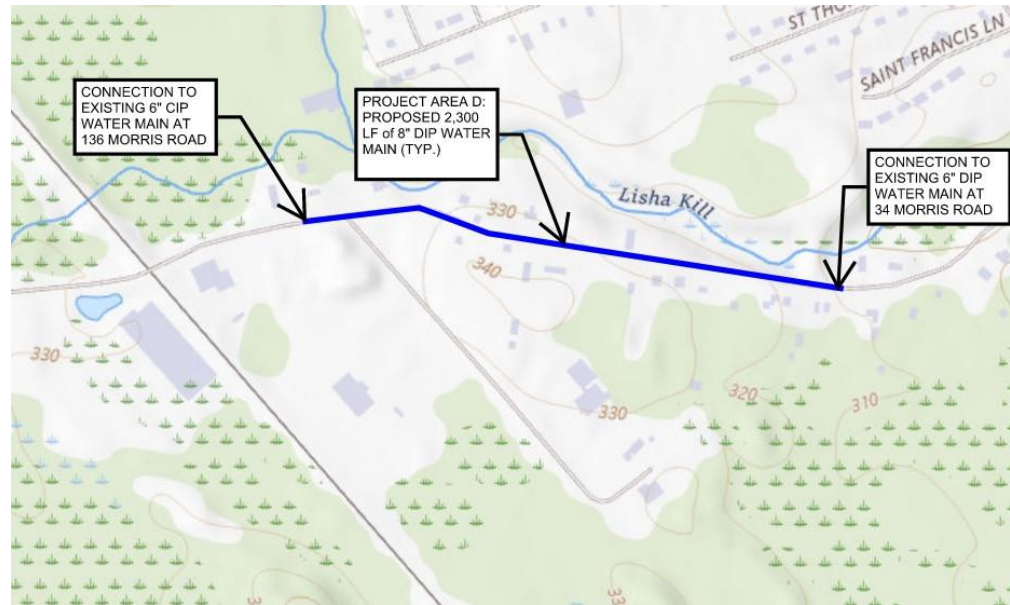 ST THO
SAINT FRANCIS LN
CONNECTION TO
EXISTING 6" CIP
WATER MAIN AT
136 MORRIS ROAD
PROJECT AREA D:
PROPOSED 2,300
LF of 8" DIP WATER
MAIN (TYP.)
CONNECTION TO
EXISTING 6" DIP
WATER MAIN AT
34 MORRIS ROAD
Lisha Kill
330
340
330
330
320
310
33